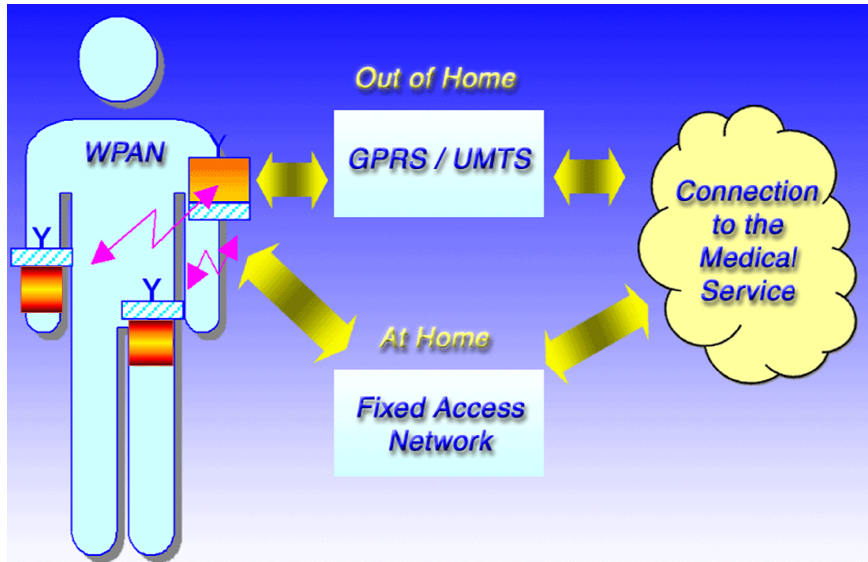 Out of Home
WPAN
GPRS / UMTS
Connection
to the
Medical
Service
At Home
Fixed Access
Network